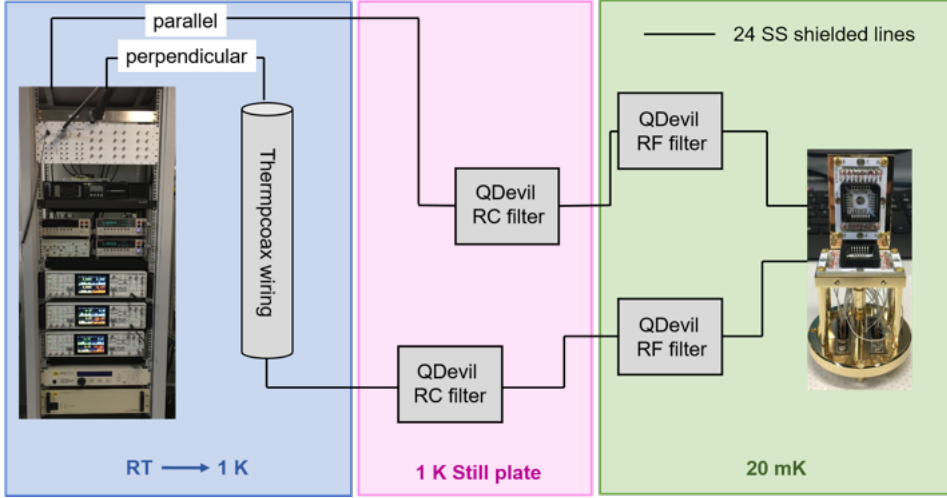 parallel
perpendicular
24 SS shielded lines
Thermpcoax wiring
QDevil
RF filter
QDevil
RC filter
QDevil
RF filter
QDevil
RC filter
RT → 1 K
1 K Still plate
20 mK